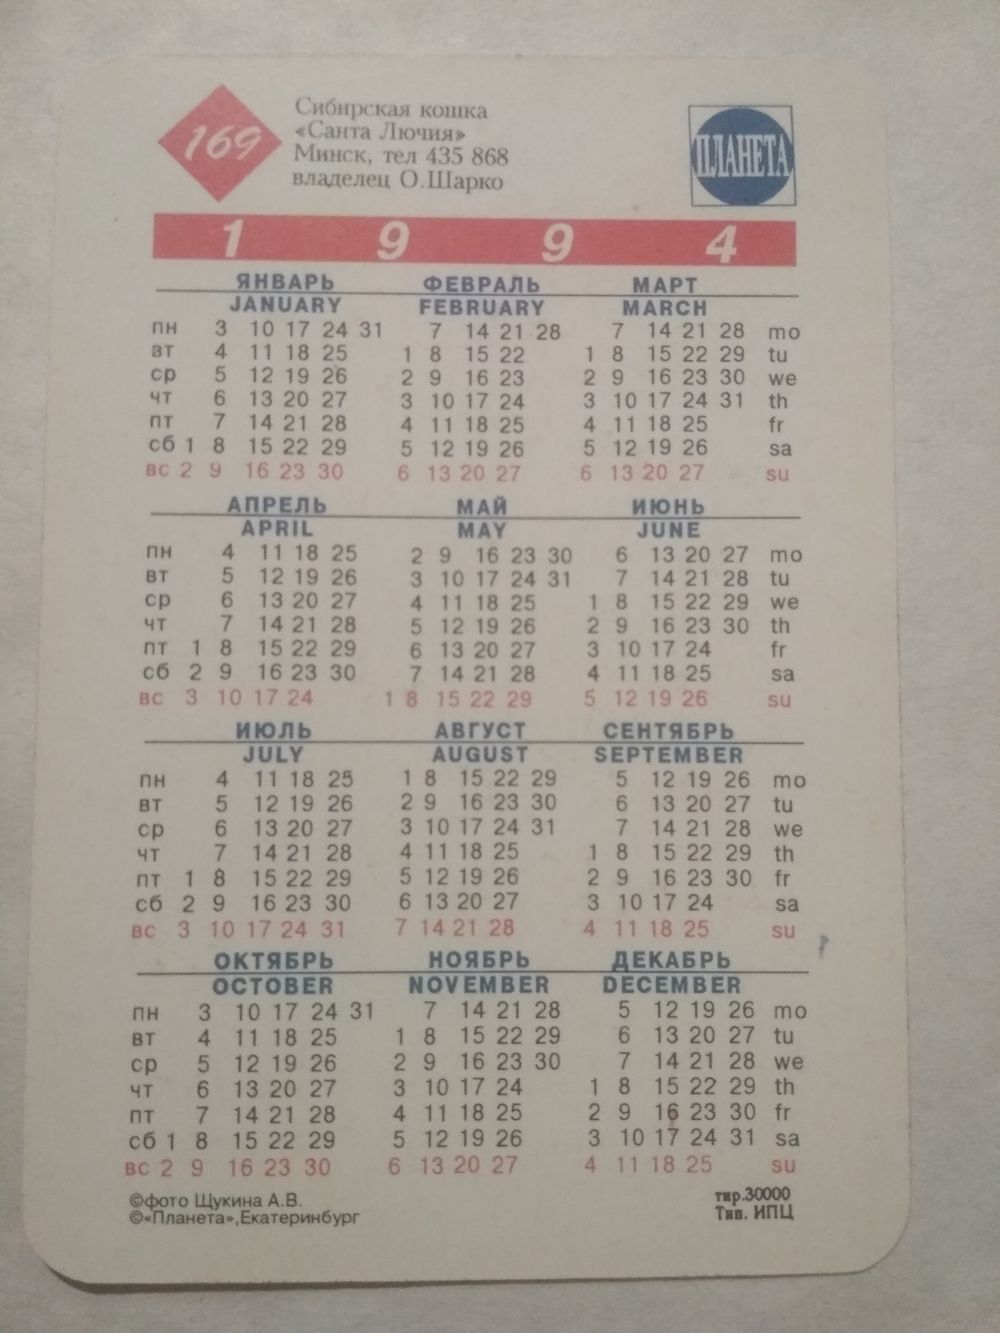 169
Сибирская кошка
«Санта Лючия»
Минск, тел 435 868
владелец О.Шарко
ПЛАНЕТА
1 9 9 4
ЯНВАРЬ ФЕВРАЛЬ МАРТ
JANUARY FEBRUARY MARCH
пн 3 10 17 24 31 7 14 21 28 7 14 21 28 mo
вт 4 11 18 25 1 8 15 22 1 8 15 22 29 tu
ср 5 12 19 26 2 9 16 23 2 9 16 23 30 we
чт 6 13 20 27 3 10 17 24 3 10 17 24 31 th
пт 7 14 21 28 4 11 18 25 4 11 18 25 fr
сб 1 8 15 22 29 5 12 19 26 5 12 19 26 sa
вс 2 9 16 23 30 6 13 20 27 6 13 20 27 su
АПРЕЛЬ МАЙ ИЮНЬ
APRIL MAY JUNE
пн 4 11 18 25 2 9 16 23 30 6 13 20 27 mo
вт 5 12 19 26 3 10 17 24 31 7 14 21 28 tu
ср 6 13 20 27 4 11 18 25 1 8 15 22 29 we
чт 7 14 21 28 5 12 19 26 2 9 16 23 30 th
пт 1 8 15 22 29 6 13 20 27 3 10 17 24 fr
сб 2 9 16 23 30 7 14 21 28 4 11 18 25 sa
вс 3 10 17 24 1 8 15 22 29 5 12 19 26 su
ИЮЛЬ АВГУСТ СЕНТЯБРЬ
JULY AUGUST SEPTEMBER
пн 4 11 18 25 1 8 15 22 29 5 12 19 26 mo
вт 5 12 19 26 2 9 16 23 30 6 13 20 27 tu
ср 6 13 20 27 3 10 17 24 31 7 14 21 28 we
чт 7 14 21 28 4 11 18 25 1 8 15 22 29 th
пт 1 8 15 22 29 5 12 19 26 2 9 16 23 30 fr
сб 2 9 16 23 30 6 13 20 27 3 10 17 24 sa
вс 3 10 17 24 31 7 14 21 28 4 11 18 25 su
ОКТЯБРЬ НОЯБРЬ ДЕКАБРЬ
OCTOBER NOVEMBER DECEMBER
пн 3 10 17 24 31 7 14 21 28 5 12 19 26 mo
вт 4 11 18 25 1 8 15 22 29 6 13 20 27 tu
ср 5 12 19 26 2 9 16 23 30 7 14 21 28 we
чт 6 13 20 27 3 10 17 24 1 8 15 22 29 th
пт 7 14 21 28 4 11 18 25 2 9 16 23 30 fr
сб 1 8 15 22 29 5 12 19 26 3 10 17 24 31 sa
вс 2 9 16 23 30 6 13 20 27 4 11 18 25 su
©фото Щукина А.В.
©«Планета»,Екатеринбург
тир.30000
Тип. ИПЦ